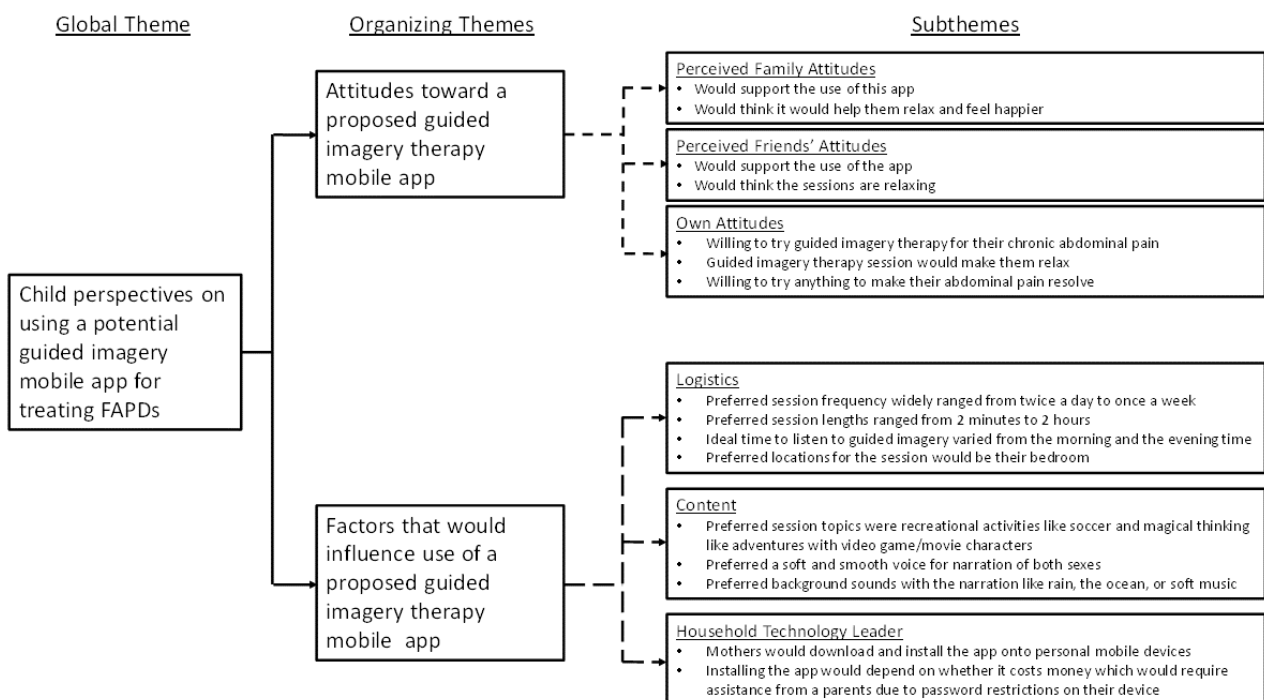 Global Theme
Organizing Themes
Subthemes
Child perspectives on
using a potential
guided imagery
mobile app for
treating FAPDs
Attitudes toward a
proposed guided
imagery therapy
mobile app
Perceived Family Attitudes
• Would support the use of this app
• Would think it would help them relax and feel happier
Perceived Friends' Attitudes
• Would support the use of the app
• Would think the sessions are relaxing
Own Attitudes
• Willing to try guided imagery therapy for their chronic abdominal pain
• Guided imagery therapy session would make them relax
• Willing to try anything to make their abdominal pain resolve
Factors that would
influence use of a
proposed guided
imagery therapy
mobile app
Logistics
• Preferred session frequency widely ranged from twice a day to once a week
• Preferred session lengths ranged from 2 minutes to 2 hours
• Ideal time to listen to guided imagery varied from the morning and the evening time
• Preferred locations for the session would be their bedroom
Content
• Preferred session topics were recreational activities like soccer and magical thinking
like adventures with video game/movie characters
• Preferred a soft and smooth voice for narration of both sexes
• Preferred background sounds with the narration like rain, the ocean, or soft music
Household Technology Leader
• Mothers would download and install the app onto personal mobile devices
• Installing the app would depend on whether it costs money which would require
assistance from a parents due to password restrictions on their device